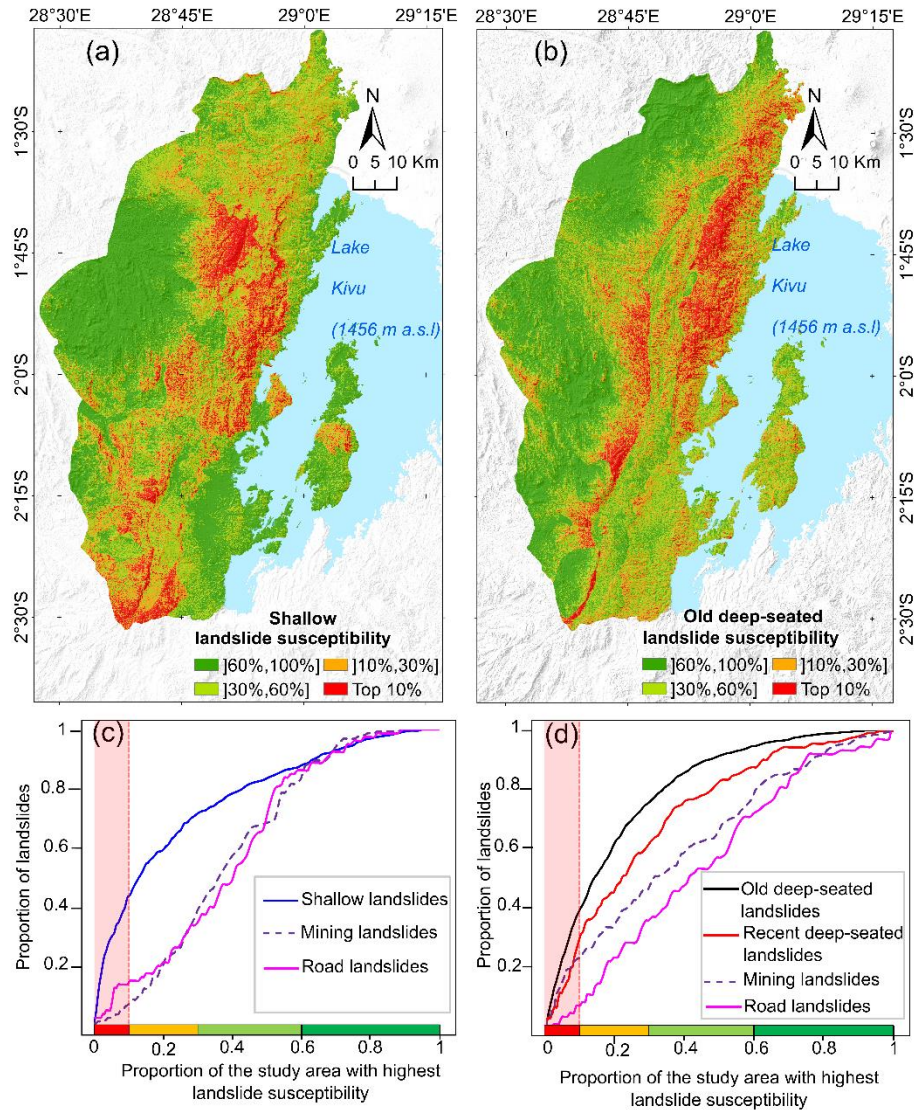 28°30'E 28°45'E 29°0'E 29°15'E
28°30'E 28°45'E 29°0'E 29°15'E
(a)
(b)
N
0 5 10 Km
N
0 5 10 Km
1°30'S
1°45'S
2°0'S
2°15'S
2°30'S
1°30'S
1°45'S
2°0'S
2°15'S
2°30'S
Lake
Kivu
(1456 m a.s.l)
Lake
Kivu
(1456 m a.s.l)
Shallow
landslide susceptibility
]60%,100%] ]10%,30%]
]30%,60%] Top 10%
Old deep-seated
landslide susceptibility
]60%,100%] ]10%,30%]
]30%,60%] Top 10%
(c)
Proportion of landslides
1
0.8
0.6
0.4
0.2
Shallow landslides
Mining landslides
Road landslides
0 0.2 0.4 0.6 0.8 1
Proportion of the study area with highest
landslide susceptibility
(d)
Proportion of landslides
1
0.8
0.6
0.4
0.2
Old deep-seated
landslides
Recent deep-seated
landslides
Mining landslides
Road landslides
0 0.2 0.4 0.6 0.8 1
Proportion of the study area with highest
landslide susceptibility